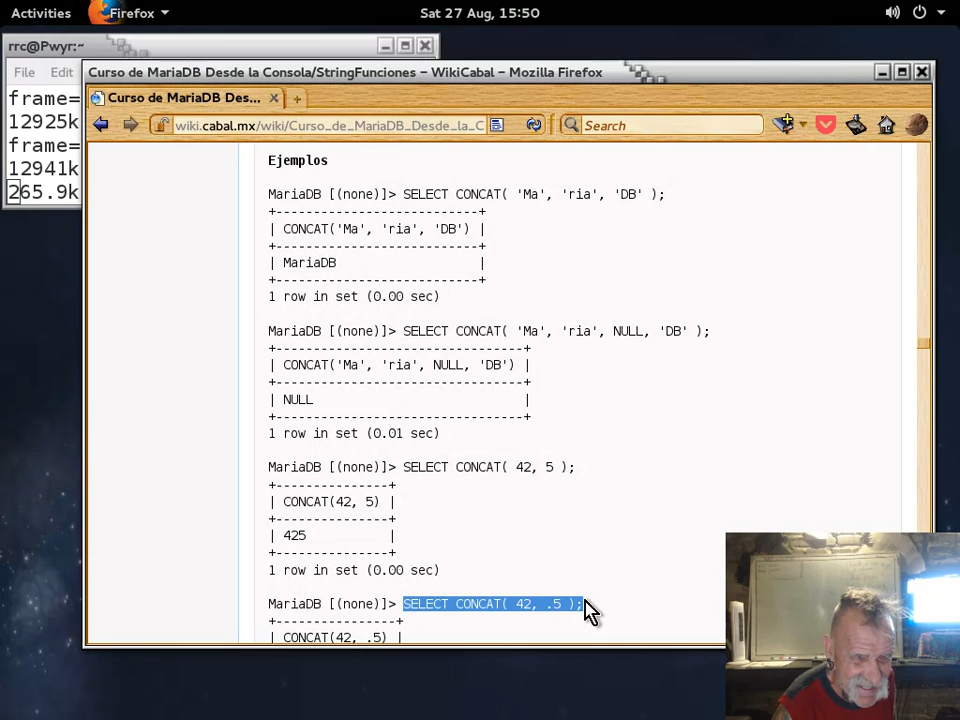 Activities Firefox Sat 27 Aug, 15:50
rrc@Pwyr:~
File Edit
frame=
12925k
frame=
12941k
265.9k
Curso de MariaDB Desde la Consola/StringFunciones – WikiCabal – Mozilla Firefox
Curso de MariaDB Des...
wiki.cabal.mx/wiki/Curso_de_MariaDB_Desde_la_C Search
Ejemplos
MariaDB [(none)]> SELECT CONCAT( 'Ma', 'ria', 'DB' );
+---------------------------+
| CONCAT('Ma', 'ria', 'DB') |
+---------------------------+
| MariaDB                   |
+---------------------------+
1 row in set (0.00 sec)
MariaDB [(none)]> SELECT CONCAT( 'Ma', 'ria', NULL, 'DB' );
+---------------------------------+
| CONCAT('Ma', 'ria', NULL, 'DB') |
+---------------------------------+
| NULL                            |
+---------------------------------+
1 row in set (0.01 sec)
MariaDB [(none)]> SELECT CONCAT( 42, 5 );
+---------------+
| CONCAT(42, 5) |
+---------------+
| 425           |
+---------------+
1 row in set (0.00 sec)
MariaDB [(none)]> SELECT CONCAT( 42, .5 );
+----------------+
| CONCAT(42, .5) |